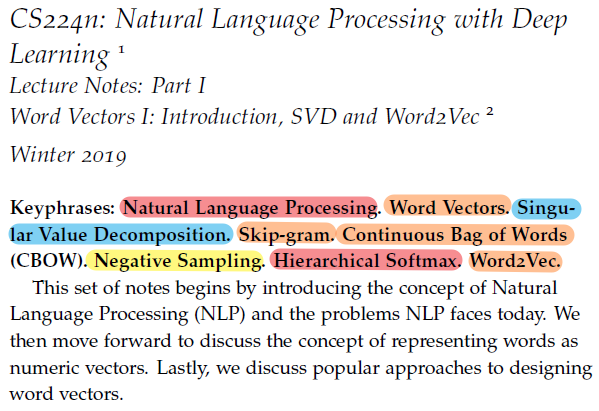 CS224n: Natural Language Processing with Deep
Learning 1
Lecture Notes: Part I
Word Vectors I: Introduction, SVD and Word2Vec 2
Winter 2019
Keyphrases: Natural Language Processing. Word Vectors. Singu-
lar Value Decomposition. Skip-gram. Continuous Bag of Words
(CBOW). Negative Sampling. Hierarchical Softmax. Word2Vec.
This set of notes begins by introducing the concept of Natural
Language Processing (NLP) and the problems NLP faces today. We
then move forward to discuss the concept of representing words as
numeric vectors. Lastly, we discuss popular approaches to designing
word vectors.